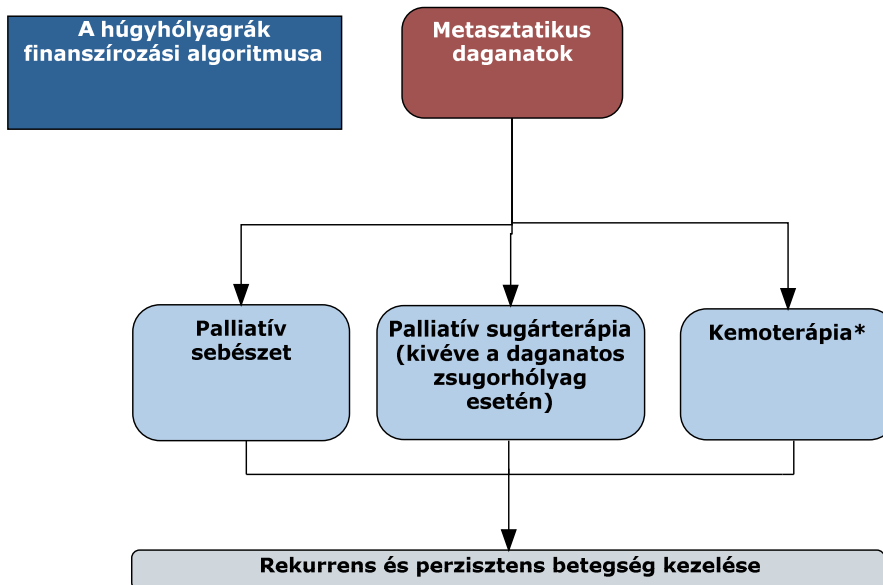 A húgyhólyagrák
finanszírozási algoritmusa
Metasztatikus
daganatok
Palliatív
sebészet
Palliatív sugárterápia
(kivéve a daganatos
zsugorhólyag
esetén)
Kemoterápia*
Rekurrens és perzisztens betegség kezelése